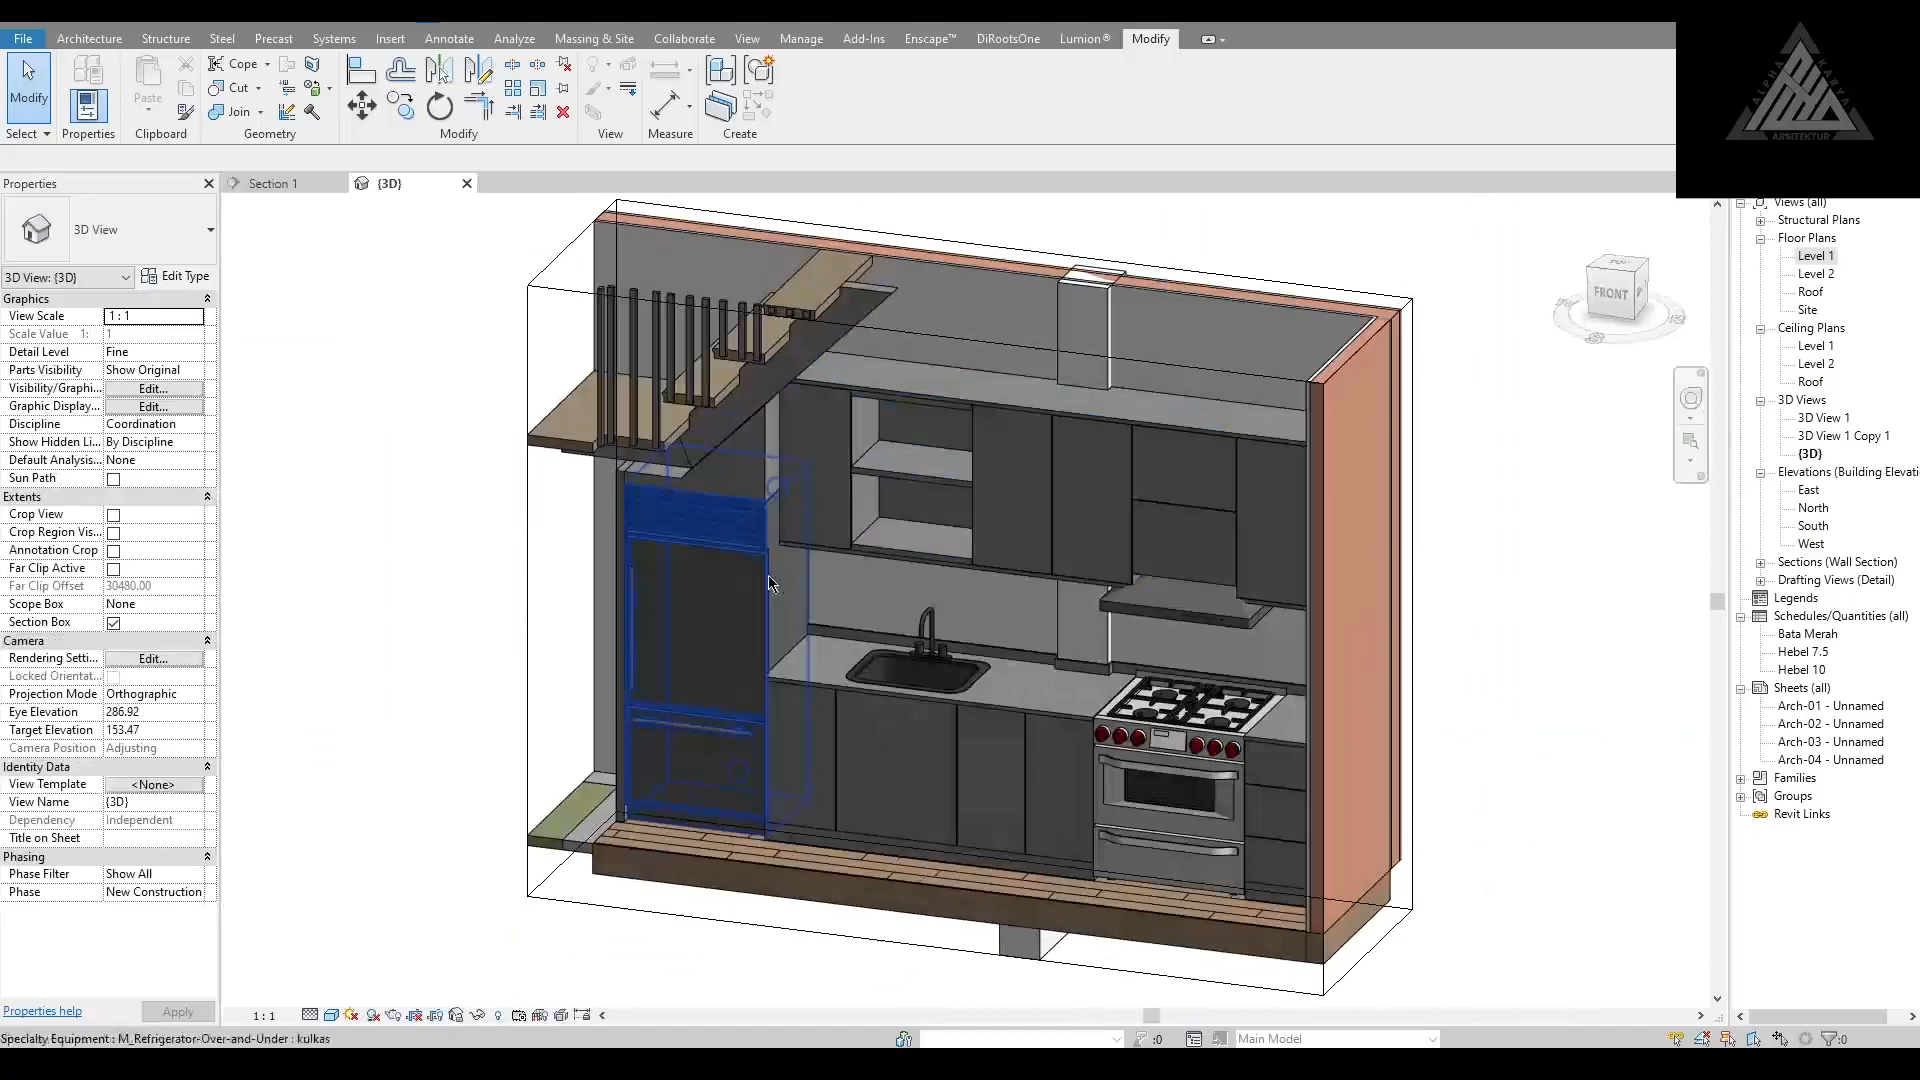 File Architecture Structure Steel Precast Systems Insert Annotate Analyze Massing & Site Collaborate View Manage Add-Ins Enscape™ DiRootsOne Lumion® Modify
Modify
Paste
Cope
Cut
Join
Select Properties Clipboard Geometry Modify View Measure Create
ALPHA KARYA
ARSITEKTUR
Properties
Section 1
{3D}
3D View
3D View: {3D}
Edit Type
Graphics
View Scale 1 : 1
Scale Value 1: 1
Detail Level Fine
Parts Visibility Show Original
Visibility/Graphi... Edit...
Graphic Display... Edit...
Discipline Coordination
Show Hidden Li... By Discipline
Default Analysis... None
Sun Path
Extents
Crop View
Crop Region Vis...
Annotation Crop
Far Clip Active
Far Clip Offset 30480.00
Scope Box None
Section Box
Camera
Rendering Setti... Edit...
Locked Orientat...
Projection Mode Orthographic
Eye Elevation 286.92
Target Elevation 153.47
Camera Position Adjusting
Identity Data
View Template <None>
View Name {3D}
Dependency Independent
Title on Sheet
Phasing
Phase Filter Show All
Phase New Construction
Properties help
Apply
TOP
FRONT
Views (all)
Structural Plans
Floor Plans
Level 1
Level 2
Roof
Site
Ceiling Plans
Level 1
Level 2
Roof
3D Views
3D View 1
3D View 1 Copy 1
{3D}
Elevations (Building Elevati
East
North
South
West
Sections (Wall Section)
Drafting Views (Detail)
Legends
Schedules/Quantities (all)
Bata Merah
Hebel 7.5
Hebel 10
Sheets (all)
Arch-01 - Unnamed
Arch-02 - Unnamed
Arch-03 - Unnamed
Arch-04 - Unnamed
Families
Groups
Revit Links
1 : 1
Specialty Equipment : M_Refrigerator-Over-and-Under : kulkas
:0
Main Model
:0